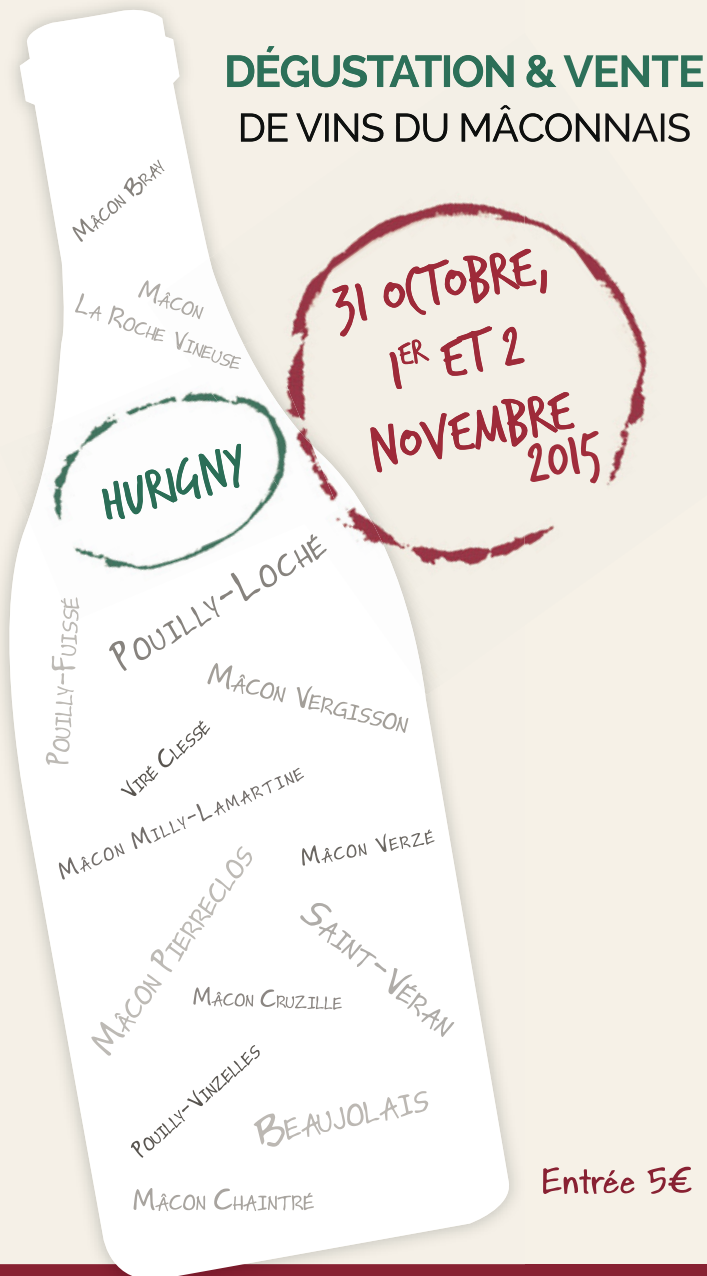 DÉGUSTATION & VENTE
DE VINS DU MÂCONNAIS
MÂCON BRAY
MÂCON
LA ROCHE VINEUSE
31 OCTOBRE,
1ER ET 2
NOVEMBRE
2015
HURIGNY
POUILLY-LOCHÉ
POUILLY-FUISSÉ
MÂCON VERGISSON
VIRÉ CLESSÉ
MÂCON MILLY-LAMARTINE
MÂCON VERZÉ
MÂCON PIERRECLOS
SAINT-VÉRAN
MÂCON CRUZILLE
POUILLY-VINZELLES
BEAUJOLAIS
MÂCON CHAINTRÉ
Entrée 5€